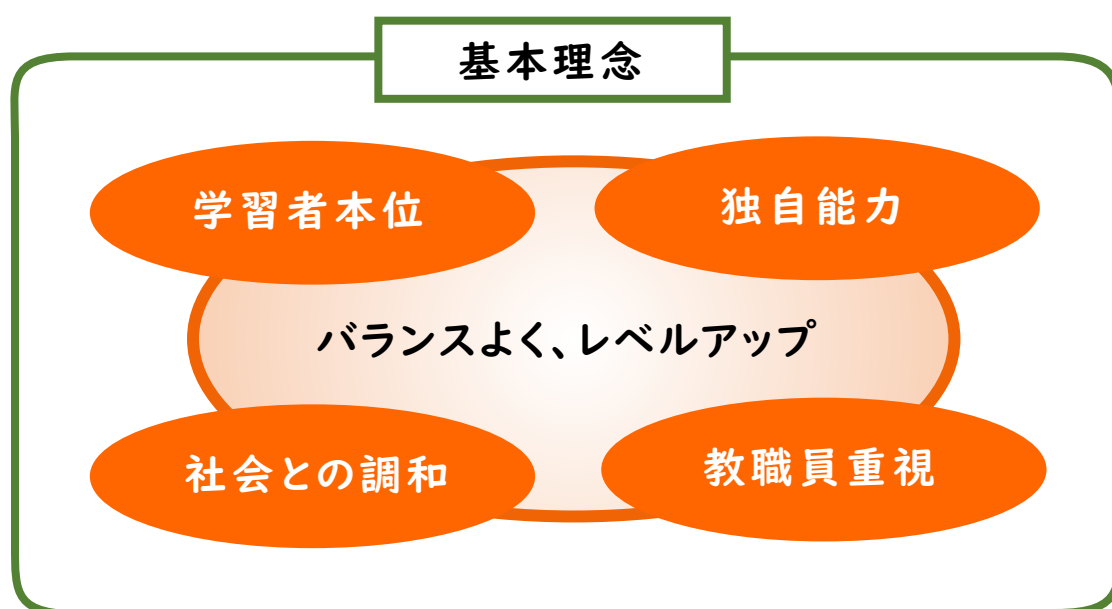 基本理念
学習者本位
独自能力
バランスよく、レベルアップ
社会との調和
教職員重視